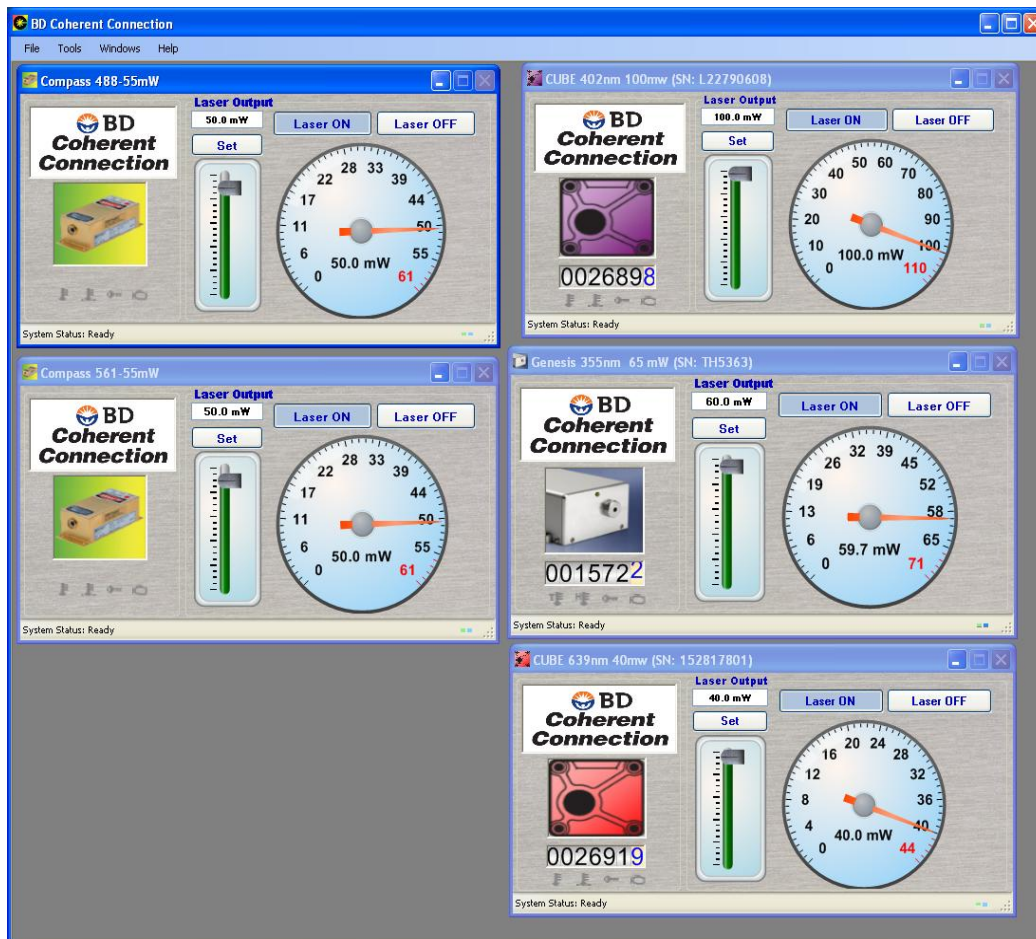 BD Coherent Connection
File Tools Windows Help
Compass 488-55mW
BD
Coherent
Connection
Laser Output
50.0 mW
Set
Laser ON Laser OFF
0 6 11 17 22 28 33 39 44 50 55 61
50.0 mW
System Status: Ready
CUBE 402nm 100mw (SN: L22790608)
BD
Coherent
Connection
0026898
Laser Output
100.0 mW
Set
Laser ON Laser OFF
0 10 20 30 40 50 60 70 80 90 100 110
100.0 mW
System Status: Ready
Compass 561-55mW
BD
Coherent
Connection
Laser Output
50.0 mW
Set
Laser ON Laser OFF
0 6 11 17 22 28 33 39 44 50 55 61
50.0 mW
System Status: Ready
Genesis 355nm 65 mW (SN: TH5363)
BD
Coherent
Connection
0015722
Laser Output
60.0 mW
Set
Laser ON Laser OFF
0 6 13 19 26 32 39 45 52 58 65 71
59.7 mW
System Status: Ready
CUBE 639nm 40mw (SN: 152817801)
BD
Coherent
Connection
0026919
Laser Output
40.0 mW
Set
Laser ON Laser OFF
0 4 8 12 16 20 24 28 32 36 40 44
40.0 mW
System Status: Ready